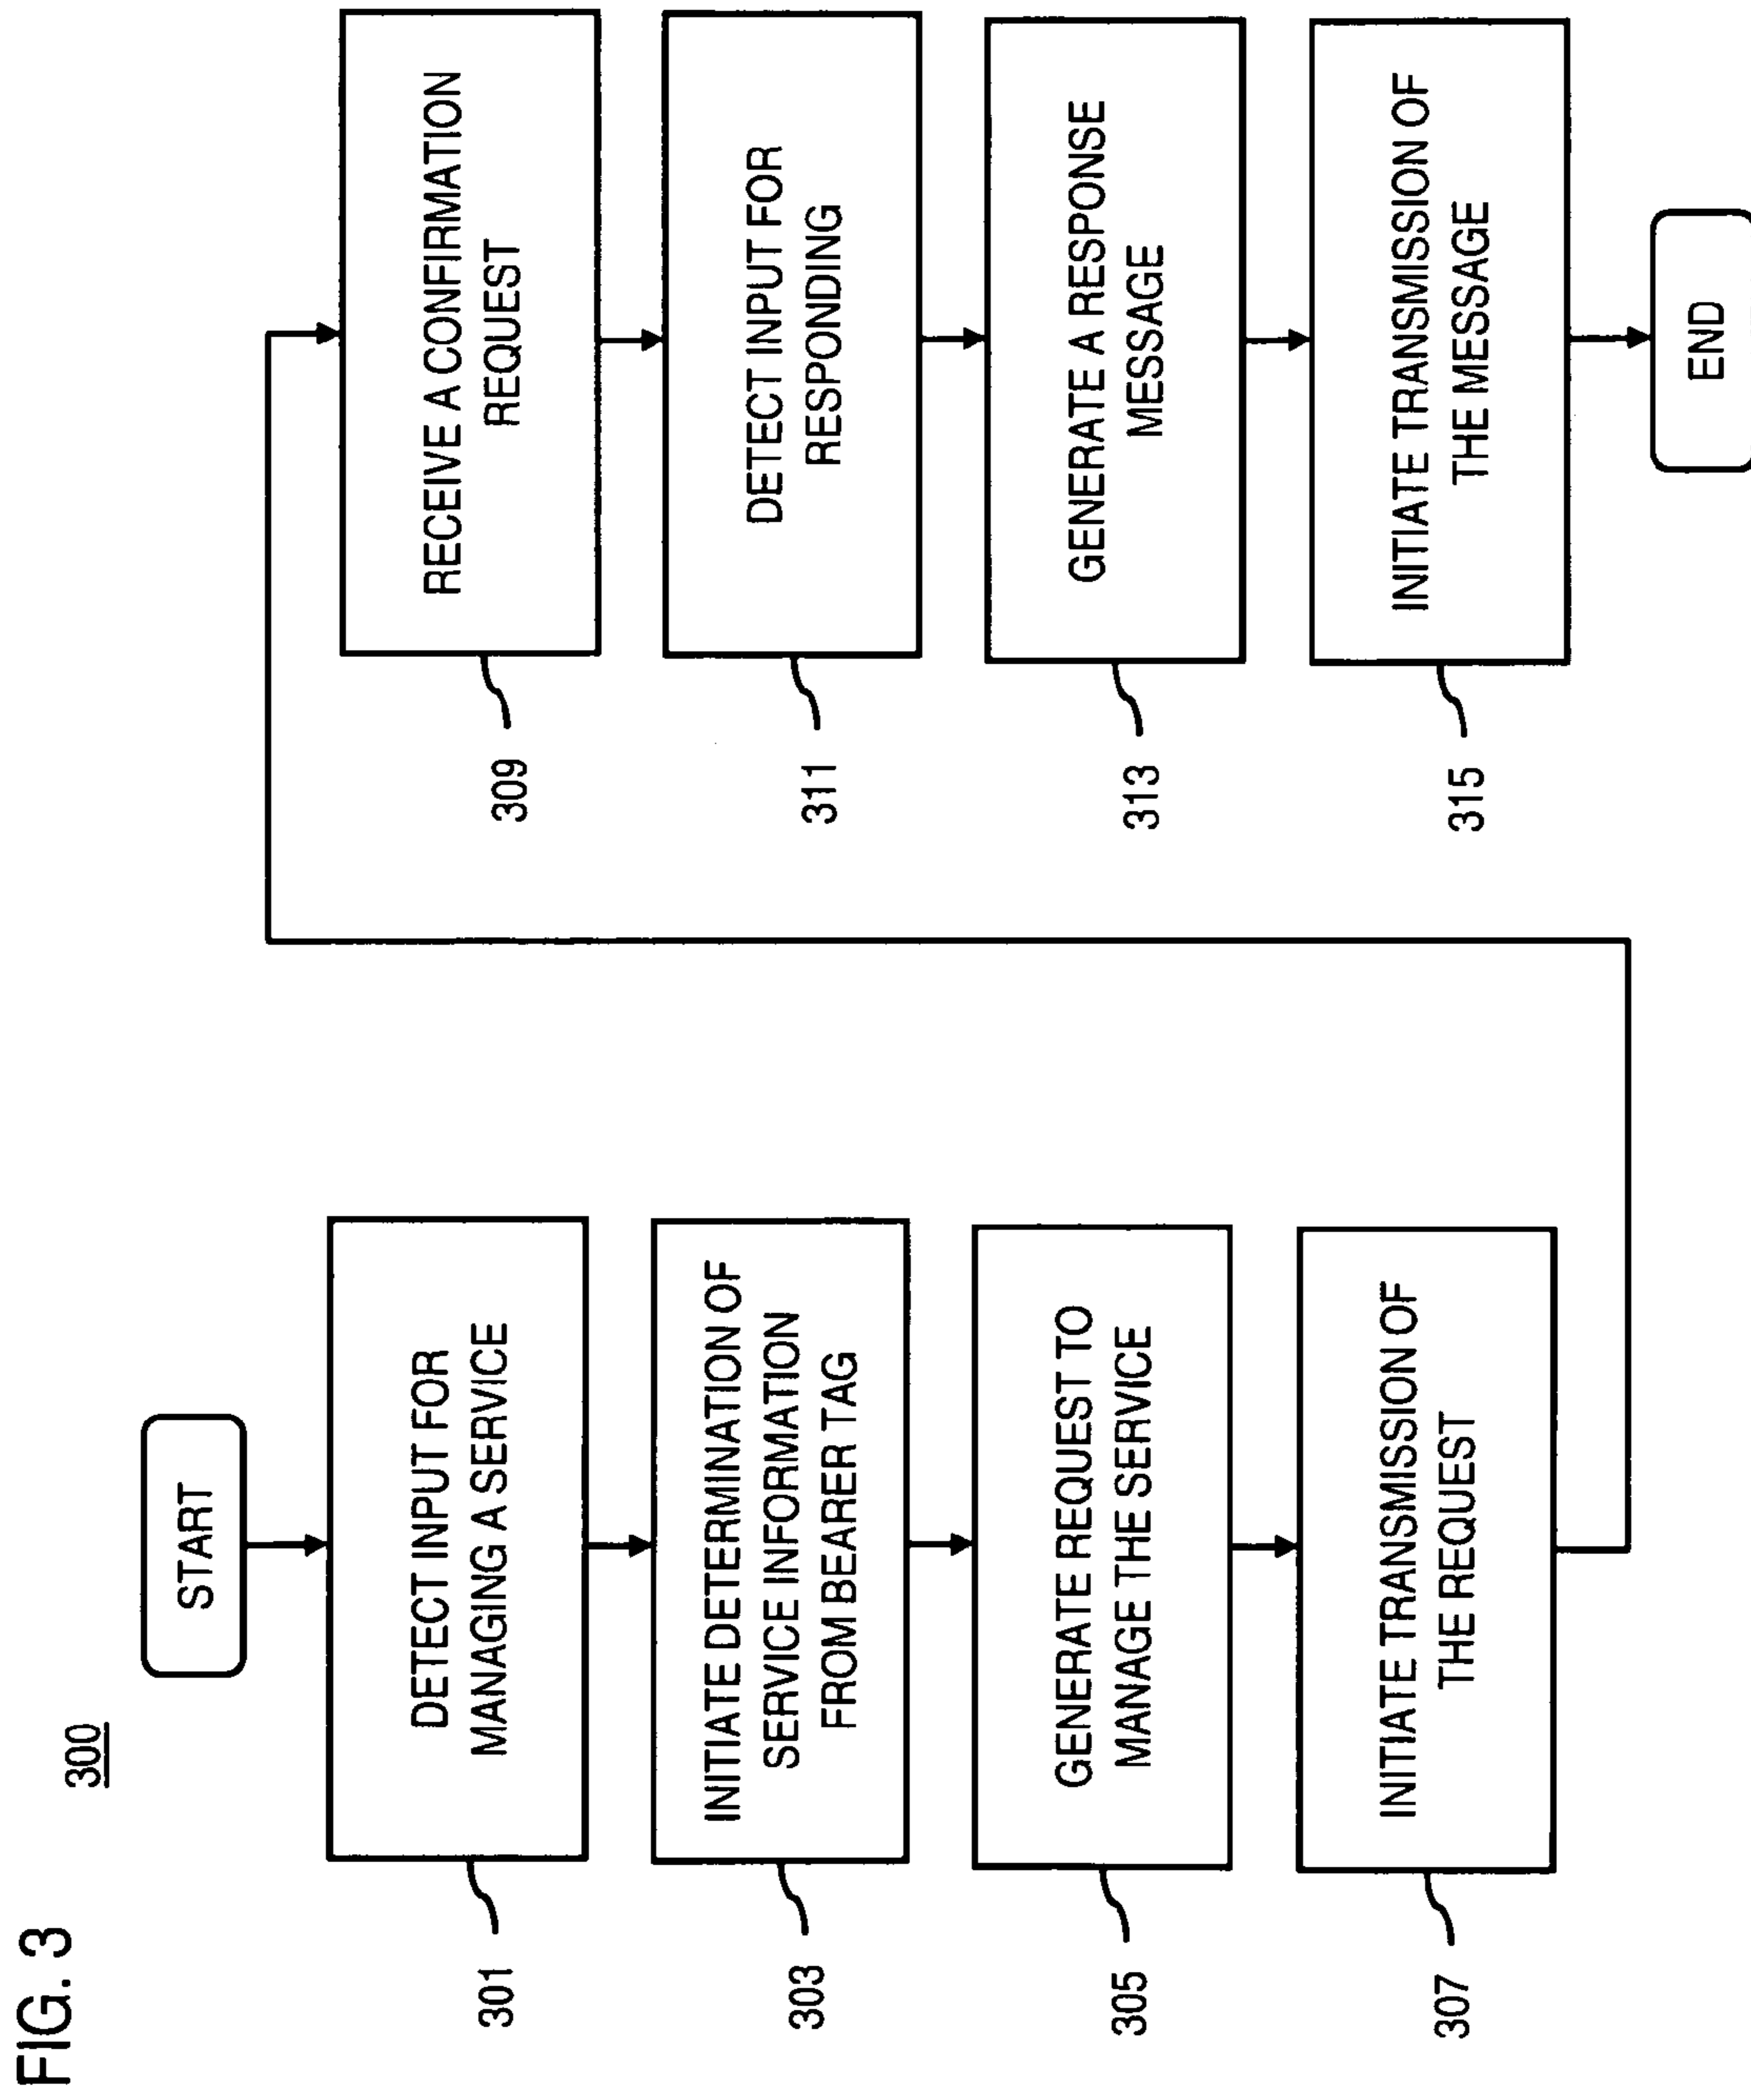 FIG. 3
300
START
301
DETECT INPUT FOR
MANAGING A SERVICE
303
INITIATE DETERMINATION OF
SERVICE INFORMATION
FROM BEARER TAG
305
GENERATE REQUEST TO
MANAGE THE SERVICE
307
INITIATE TRANSMISSION OF
THE REQUEST
309
RECEIVE A CONFIRMATION
REQUEST
311
DETECT INPUT FOR
RESPONDING
313
GENERATE A RESPONSE
MESSAGE
315
INITIATE TRANSMISSION OF
THE MESSAGE
END